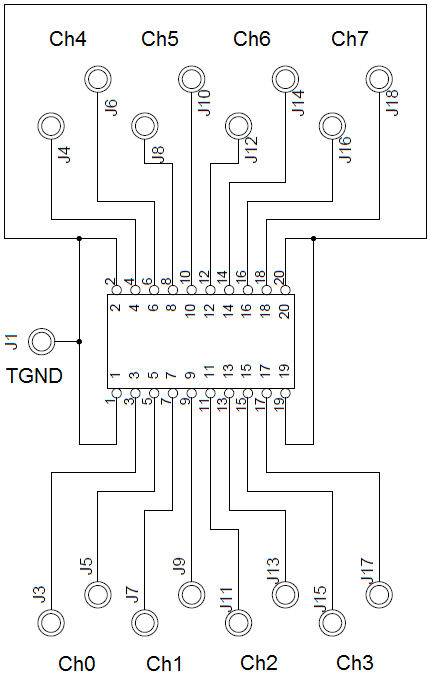 Ch4 Ch5 Ch6 Ch7
J6 J10 J14 J18
J4 J8 J12 J16
2 4 6 8 10 12 14 16 18 20
2 4 6 8 10 12 14 16 18 20
J1
TGND
1 3 5 7 9 11 13 15 17 19
1 3 5 7 9 11 13 15 17 19
J5 J9 J13 J17
J3 J7 J11 J15
Ch0 Ch1 Ch2 Ch3